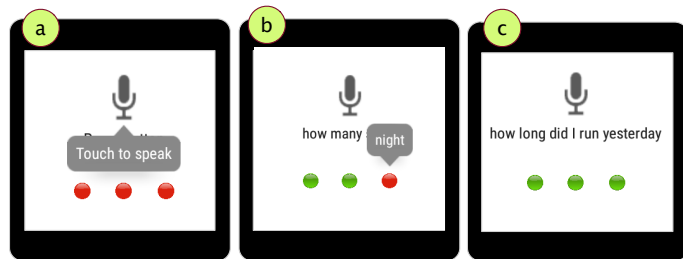 a
Touch to speak
b
how many
night
c
how long did I run yesterday